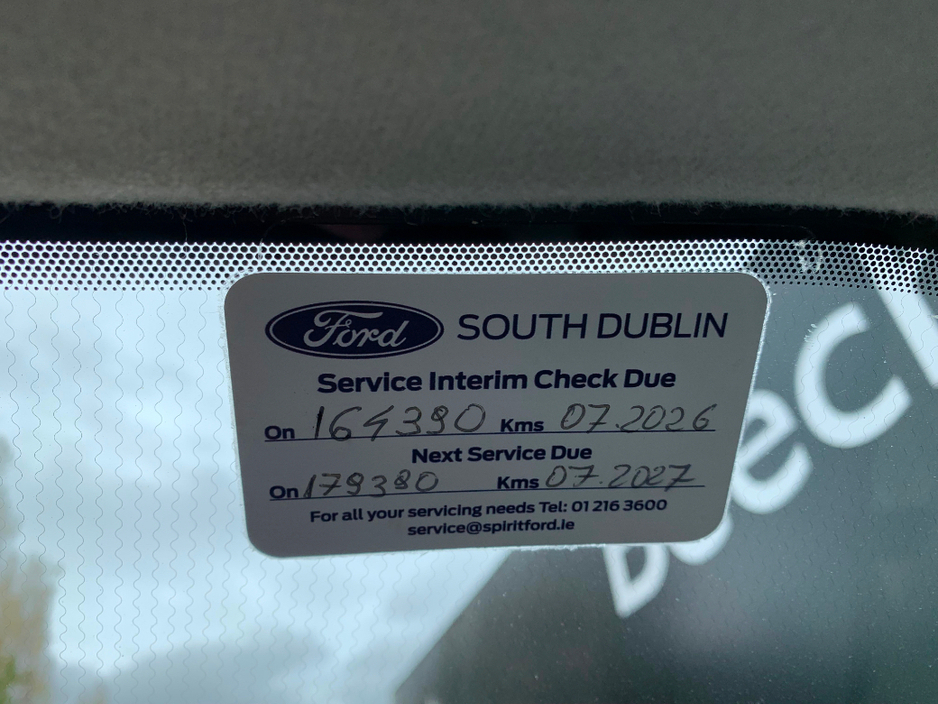 Ford SOUTH DUBLIN
Service Interim Check Due
On 164390 Kms 07.2026
Next Service Due
On 179390 Kms 07.2027
For all your servicing needs Tel: 01 216 3600
service@spiritford.ie